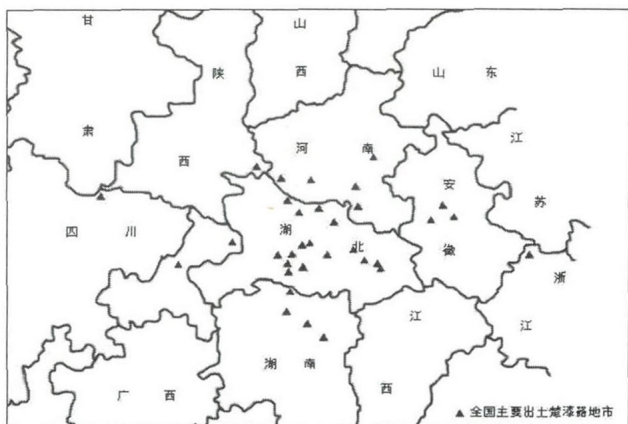 甘肃
陕西
山西
山东
河南
江苏
安徽
四川
湖北
浙江
湖南
江西
广西
▲ 全国主要出土楚漆器地市